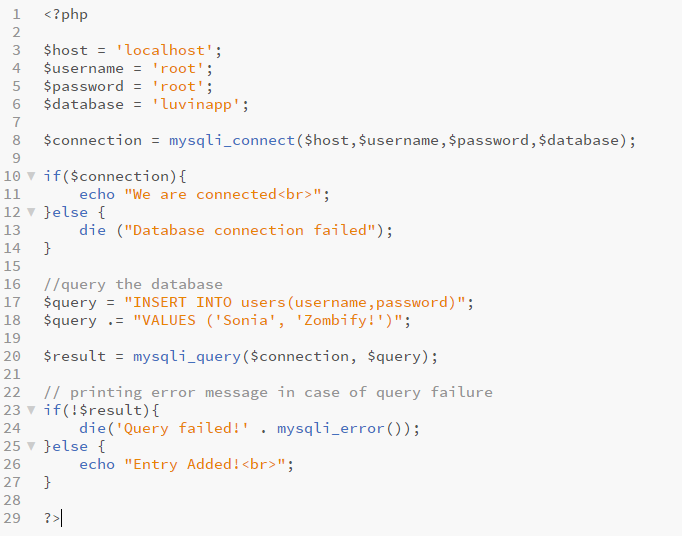 1 <?php
2
3 $host = 'localhost';
4 $username = 'root';
5 $password = 'root';
6 $database = 'luvinapp';
7
8 $connection = mysqli_connect($host,$username,$password,$database);
9
10 if($connection){
11     echo "We are connected<br>";
12 }else {
13     die ("Database connection failed");
14 }
15
16 //query the database
17 $query = "INSERT INTO users(username,password)";
18 $query .= "VALUES ('Sonia', 'Zombify!')";
19
20 $result = mysqli_query($connection, $query);
21
22 // printing error message in case of query failure
23 if(!$result){
24     die('Query failed!' . mysqli_error());
25 }else {
26     echo "Entry Added!<br>";
27 }
28
29 ?>